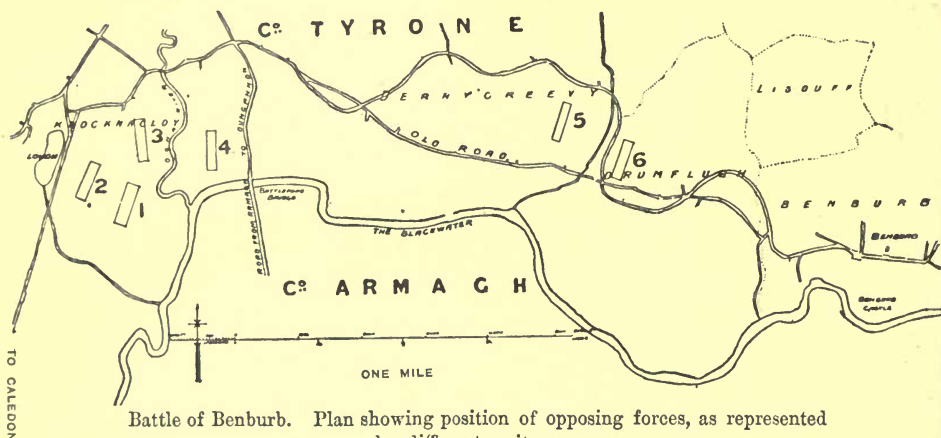 Co. TYRONE
DERRYCREEVY
LISDUFF
KNOCKNACLOY
LOUGH
3
2
1
4
5
6
OLD ROAD
DRUMFLUGH
BENBURB
BENBURB
BATTLEFORD BRIDGE
THE BLACKWATER
ROAD FROM ARMAGH TO DUNGANNON
Co. ARMAGH
BENBURB CASTLE
ONE MILE
TO CALEDON
Battle of Benburb. Plan showing position of opposing forces, as represented